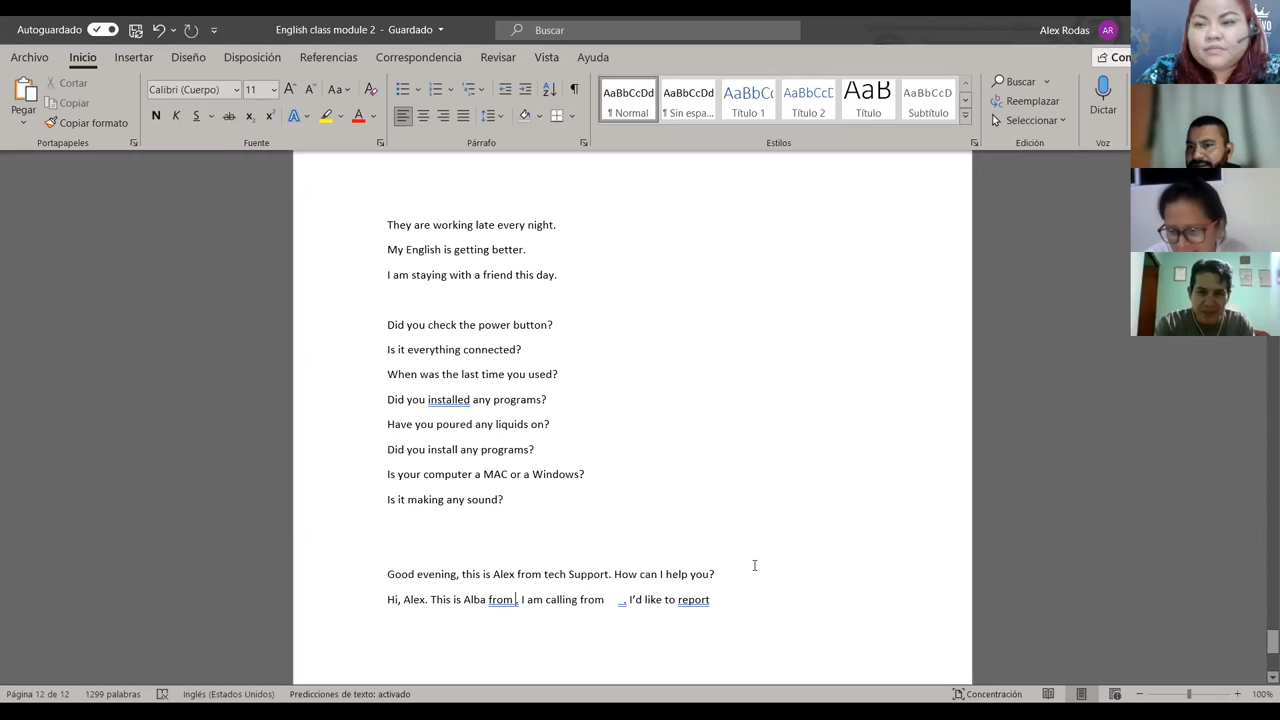 Autoguardado
English class module 2 - Guardado
Buscar
Alex Rodas
AR
Archivo
Inicio
Insertar
Diseño
Disposición
Referencias
Correspondencia
Revisar
Vista
Ayuda
Pegar
Cortar
Copiar
Copiar formato
Portapapeles
Calibri (Cuerpo)
11
Aa
N K S ab x₂ x²
Fuente
Párrafo
AaBbCcDd
¶ Normal
AaBbCcDd
¶ Sin espa...
AaBbC
Título 1
AaBbCcD
Título 2
AaB
Título
AaBbCcD
Subtítulo
Estilos
Buscar
Reemplazar
Seleccionar
Edición
Dictar
Voz
They are working late every night.
My English is getting better.
I am staying with a friend this day.
Did you check the power button?
Is it everything connected?
When was the last time you used?
Did you installed any programs?
Have you poured any liquids on?
Did you install any programs?
Is your computer a MAC or a Windows?
Is it making any sound?
Good evening, this is Alex from tech Support. How can I help you?
Hi, Alex. This is Alba from . I am calling from . I'd like to report
Página 12 de 12
1299 palabras
Inglés (Estados Unidos)
Predicciones de texto: activado
Concentración
100%